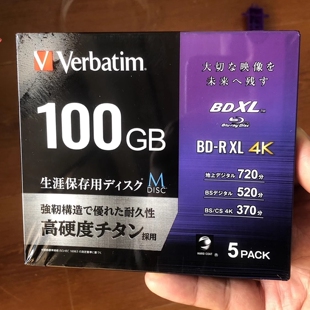 Verbatim.
大切な映像を
未来へ残す
100GB
BDXL™
Blu-ray Disc
BD-R XL 4K
生涯保存用ディスク M DISC
地上デジタル 720分
BSデジタル 520分
BS/CS 4K 370分
強靭構造で優れた耐久性
高硬度チタン採用
5 PACK